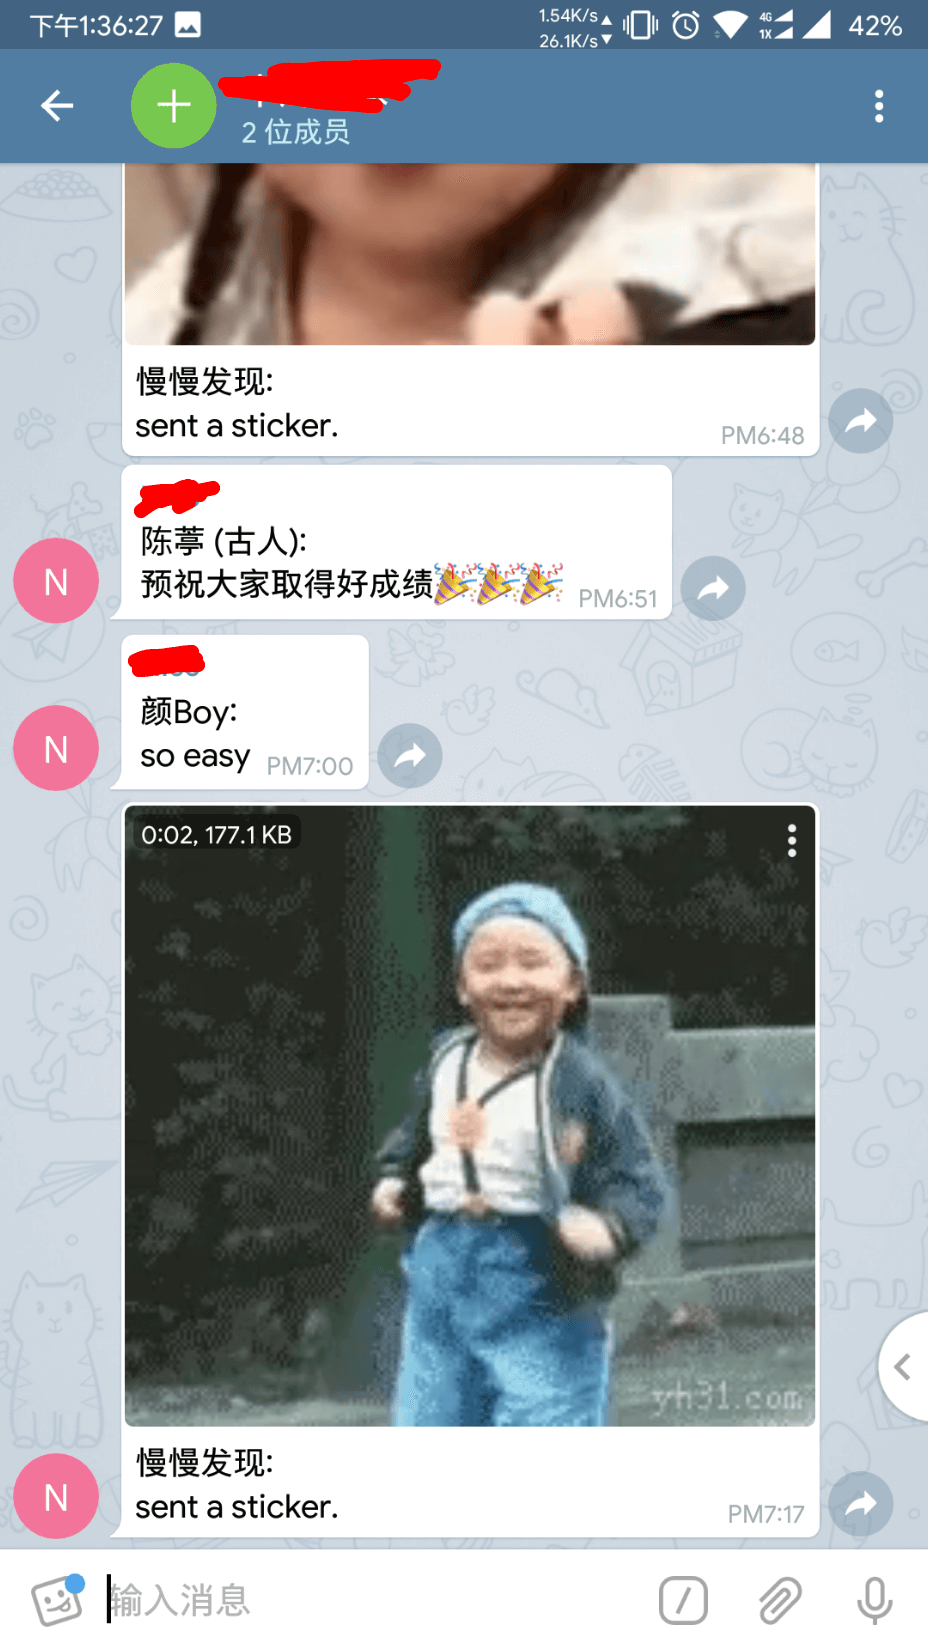 下午1:36:27
1.54K/s
26.1K/s
4G
1X
42%
2 位成员
慢慢发现:
sent a sticker.
PM6:48
陈葶 (古人):
预祝大家取得好成绩🎉🎉🎉
PM6:51
N
颜Boy:
so easy
PM7:00
N
0:02, 177.1 KB
yh31.com
慢慢发现:
sent a sticker.
PM7:17
N
输入消息